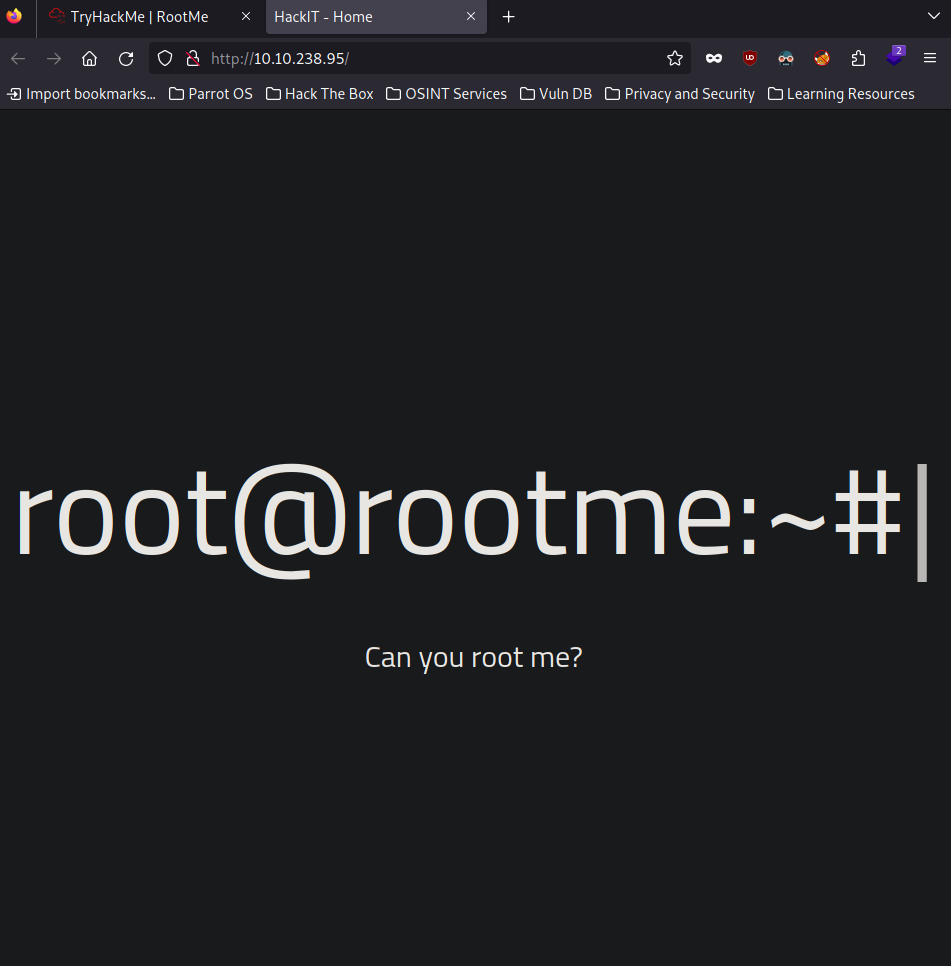 TryHackMe | RootMe
HackIT - Home
http://10.10.238.95/
2
Import bookmarks...
Parrot OS
Hack The Box
OSINT Services
Vuln DB
Privacy and Security
Learning Resources
root@rootme:~#|
Can you root me?